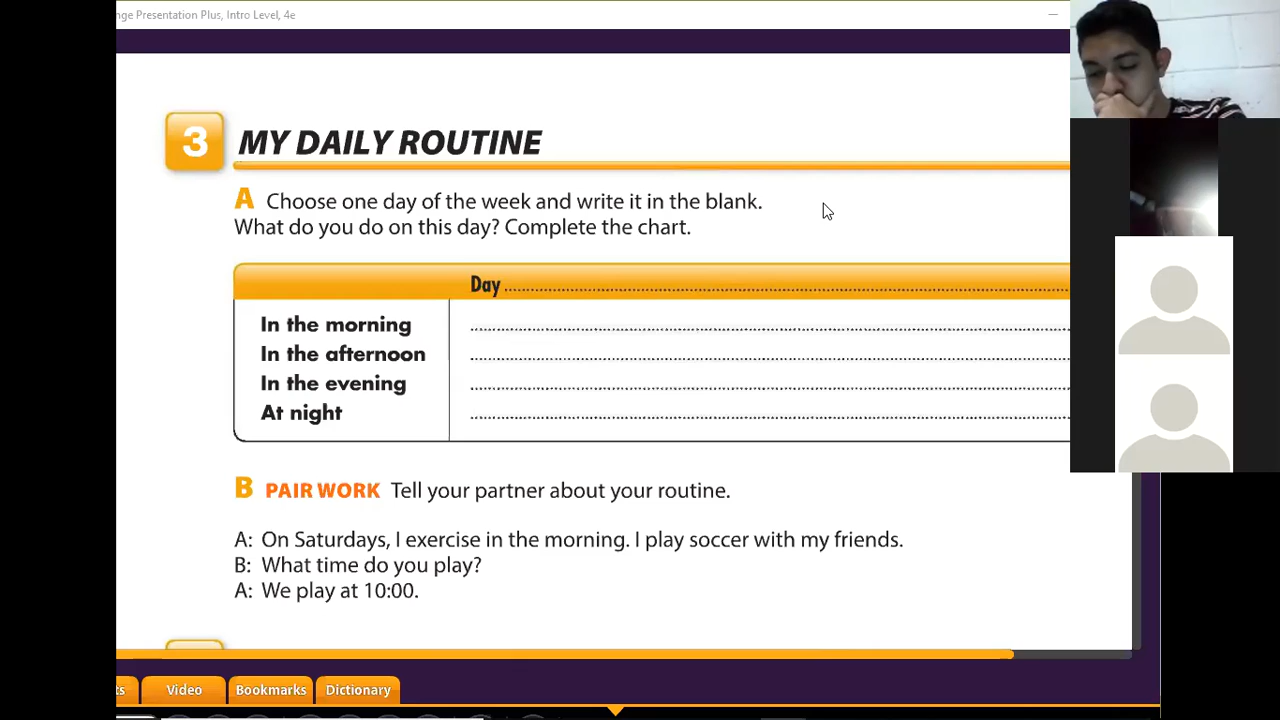 nge Presentation Plus, Intro Level, 4e
3 MY DAILY ROUTINE
A Choose one day of the week and write it in the blank.
What do you do on this day? Complete the chart.
Day
In the morning
In the afternoon
In the evening
At night
B PAIR WORK Tell your partner about your routine.
A: On Saturdays, I exercise in the morning. I play soccer with my friends.
B: What time do you play?
A: We play at 10:00.
ts Video Bookmarks Dictionary